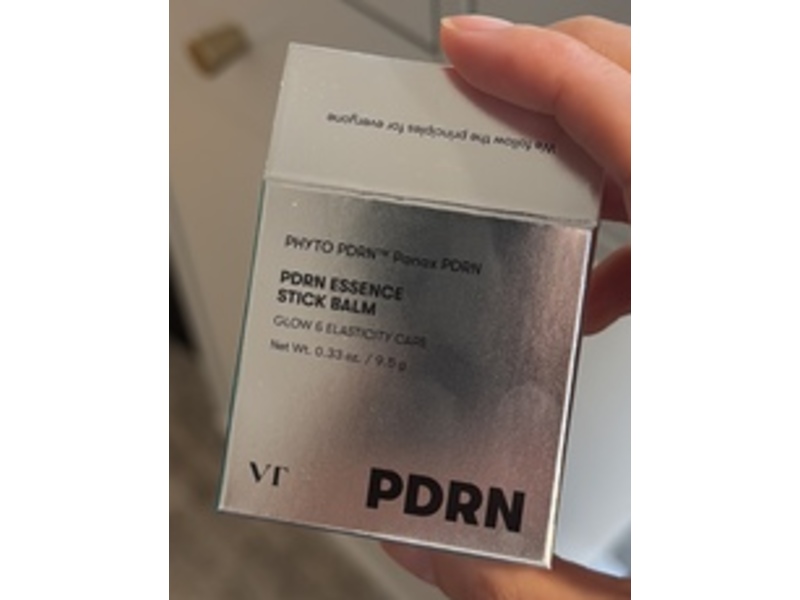 We follow the principles for everyone
PHYTO PDRN™ Panax PDRN
PDRN ESSENCE
STICK BALM
GLOW & ELASTICITY CARE
Net Wt. 0.33 oz. / 9.5 g
VT
PDRN